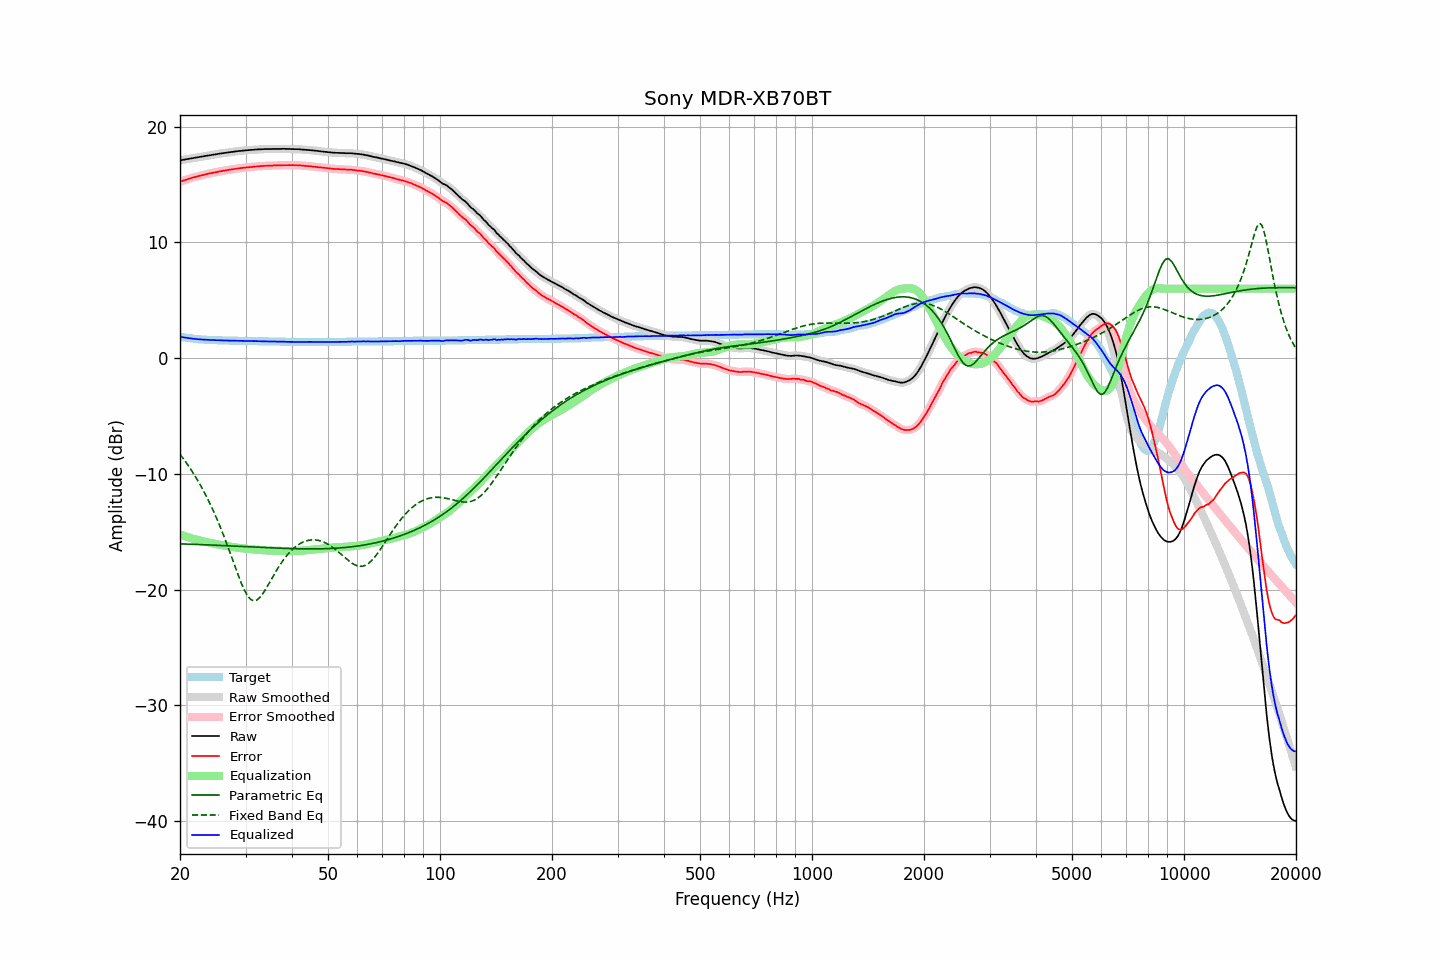 Sony MDR-XB70BT
20
10
0
−10
−20
−30
−40
Amplitude (dBr)
Target
Raw Smoothed
Error Smoothed
Raw
Error
Equalization
Parametric Eq
Fixed Band Eq
Equalized
20 50 100 200 500 1000 2000 5000 10000 20000
Frequency (Hz)